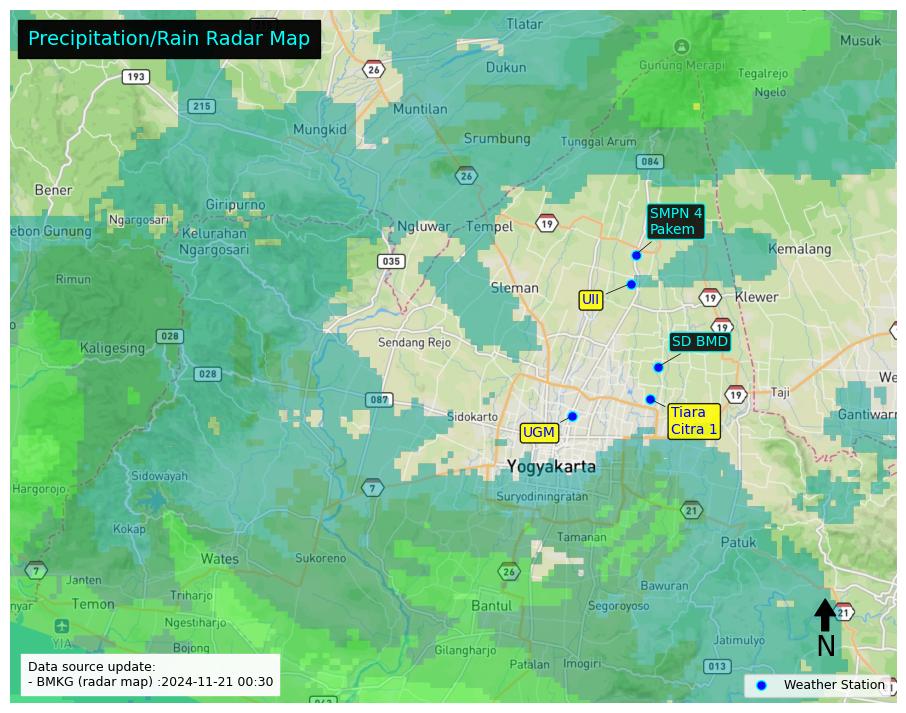 Precipitation/Rain Radar Map
Tlatar
Musuk
26
Gunung Merapi
193
Dukun
Tegalrejo
Ngelo
215
Muntilan
Mungkid
Srumbung
Tunggal Arum
084
26
Bener
Giripurno
SMPN 4
Pakem
Ngargosari
Ngluwar
Tempel
19
ebon Gunung
Kelurahan
Ngargosari
Kemalang
035
Rimun
Sleman
UII
19
Klewer
19
028
Kaligesing
Sendang Rejo
SD BMD
028
We
087
19
Taji
Sidokarto
Tiara
Citra 1
Gantiwarn
UGM
Yogyakarta
Sidowayah
Hargorojo
7
Suryodiningratan
21
Kokap
Tamanan
Patuk
Wates
Sukoreno
7
26
Janten
Bawuran
nyar
Temon
Triharjo
Bantul
Segoroyoso
21
Ngestiharjo
YIA
Bojong
Jatimulyo
N
Gilangharjo
Patalan
Imogiri
013
Data source update:
- BMKG (radar map) :2024-11-21 00:30
Weather Station